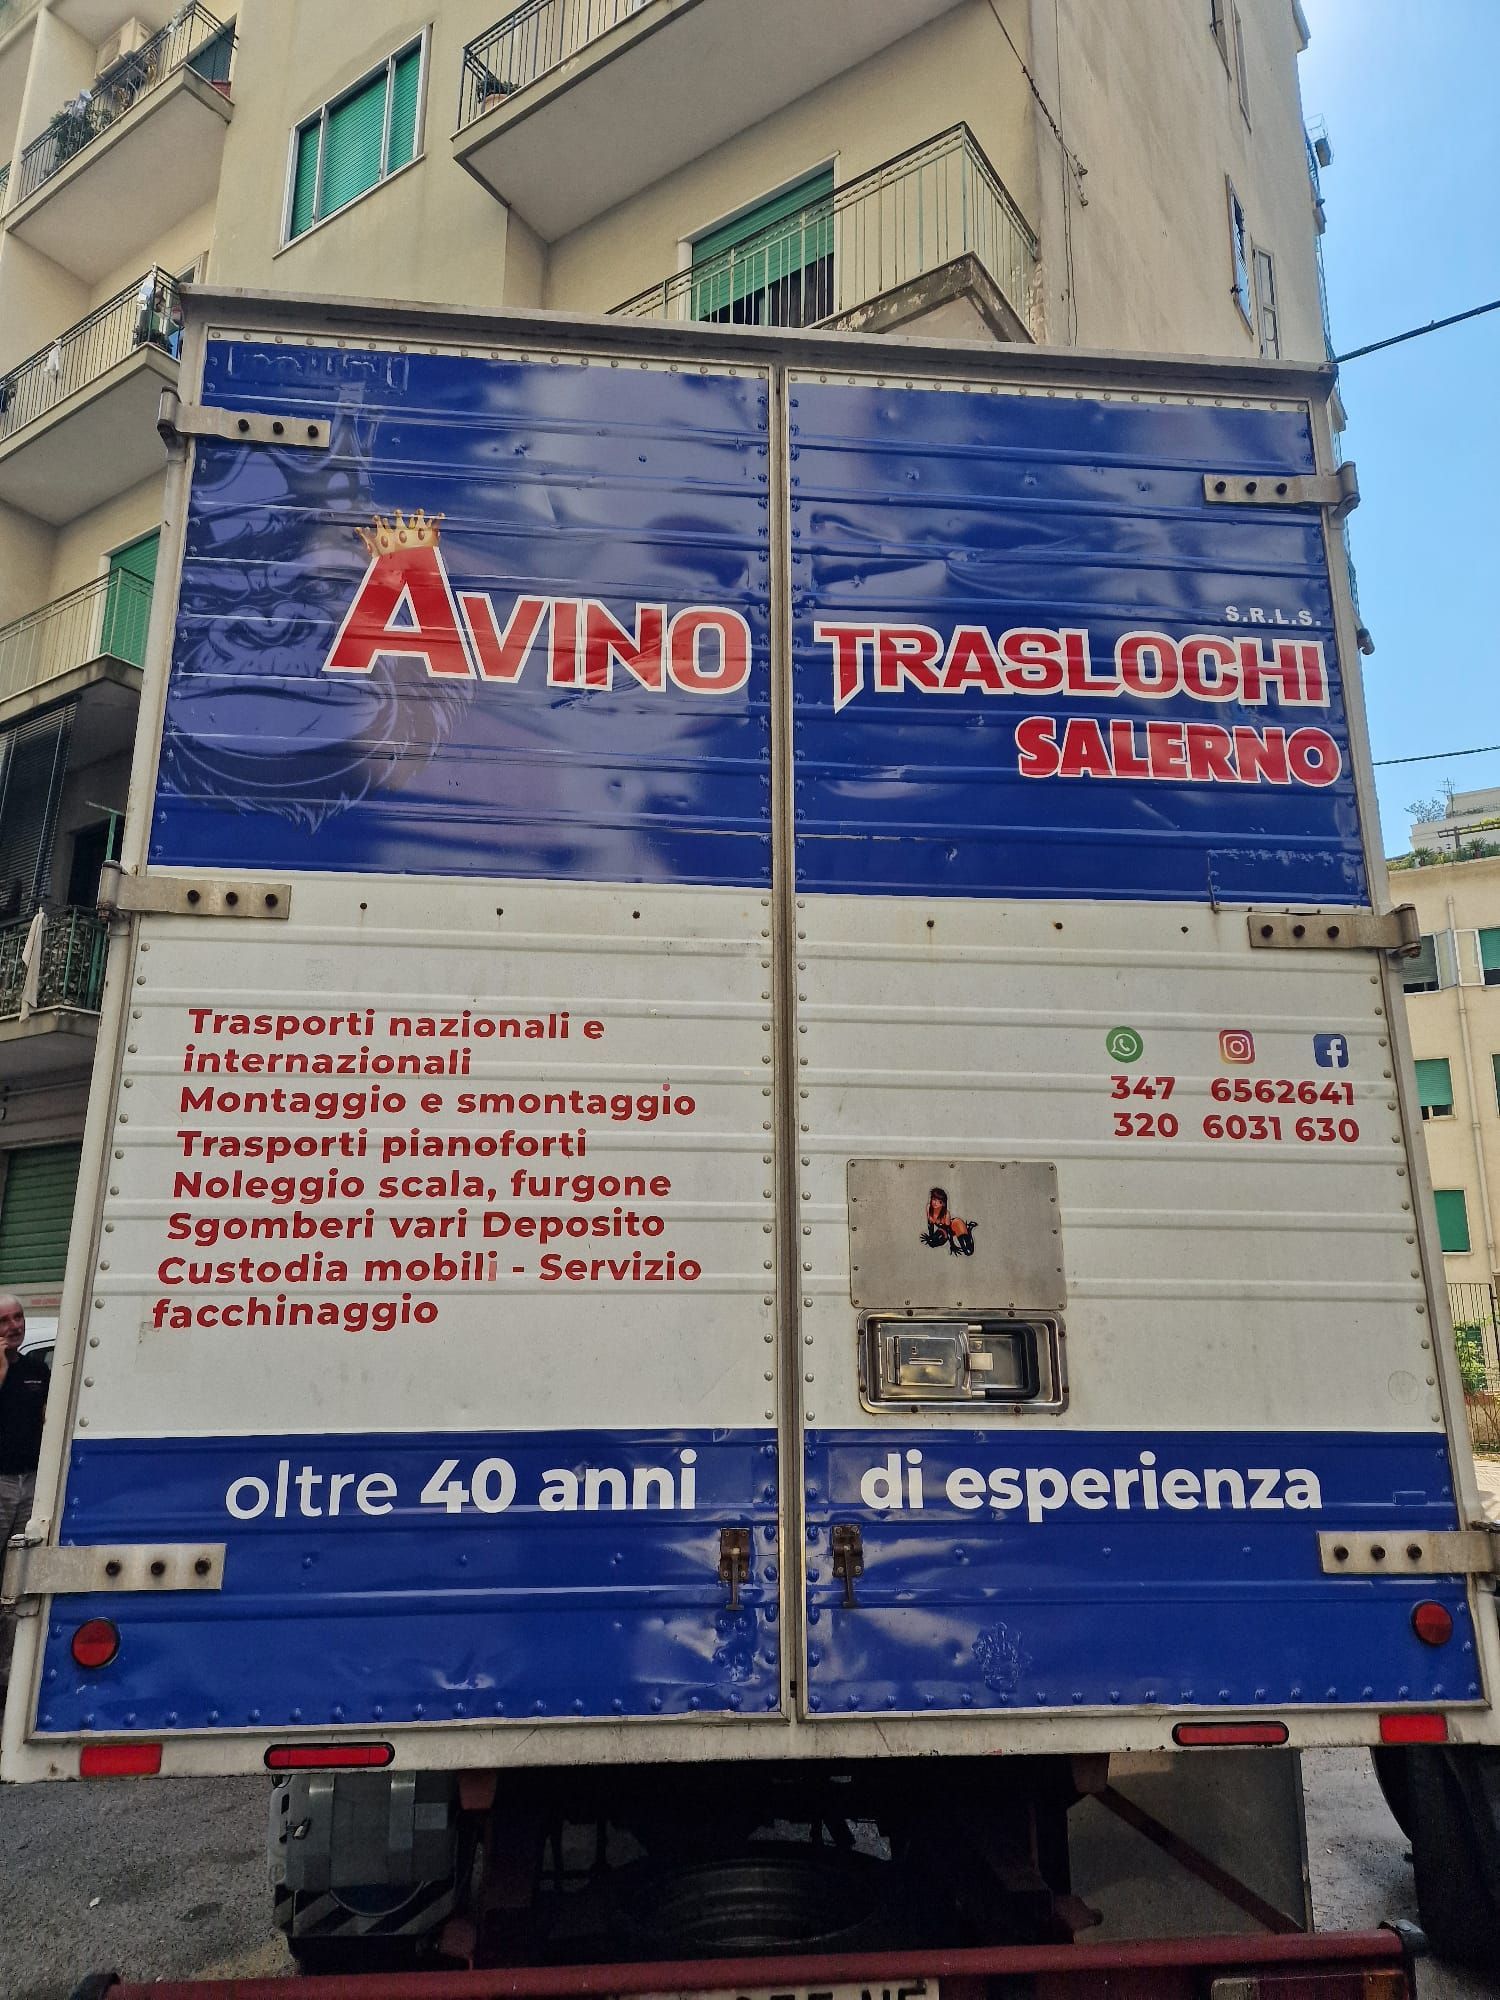 S.R.L.S.
AVINO TRASLOCHI
SALERNO
Trasporti nazionali e
internazionali
Montaggio e smontaggio
Trasporti pianoforti
Noleggio scala, furgone
Sgomberi vari Deposito
Custodia mobili - Servizio
facchinaggio
347 6562641
320 6031 630
oltre 40 anni di esperienza